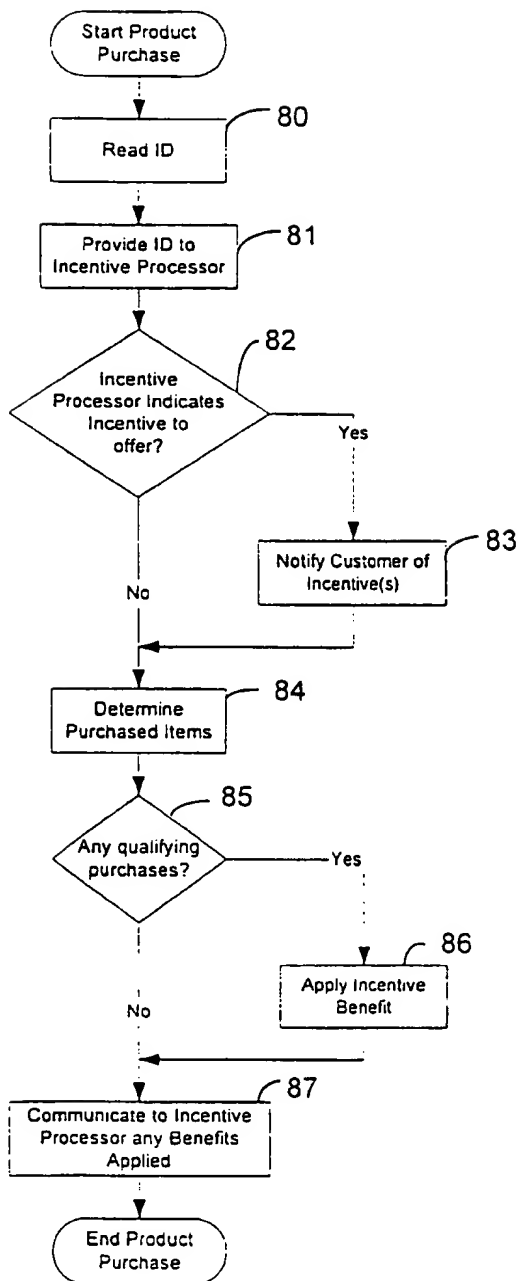 Start Product
Purchase
80
Read ID
81
Provide ID to
Incentive Processor
82
Incentive
Processor Indicates
Incentive to
offer?
Yes
83
Notify Customer of
Incentive(s)
No
84
Determine
Purchased Items
85
Any qualifying
purchases?
Yes
86
Apply Incentive
Benefit
No
87
Communicate to Incentive
Processor any Benefits
Applied
End Product
Purchase